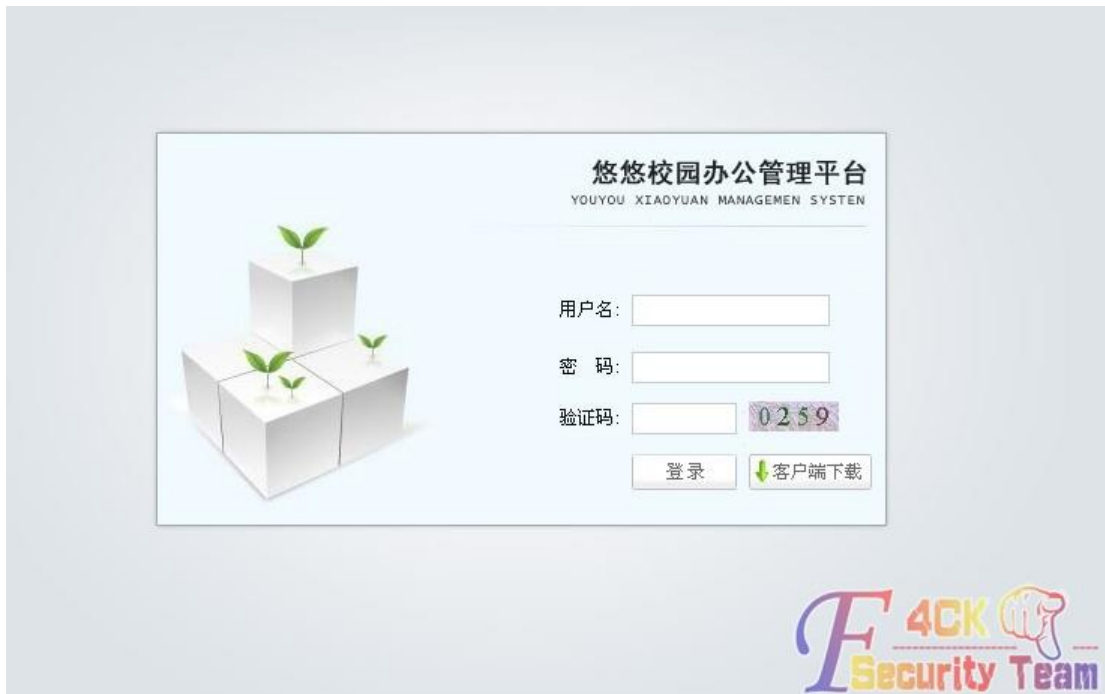 悠悠校园办公管理平台
YOUYOU XIAOYUAN MANAGEMEN SYSTEN
用户名：
密 码：
验证码：
0259
登录
客户端下载
F4CK
Security Team